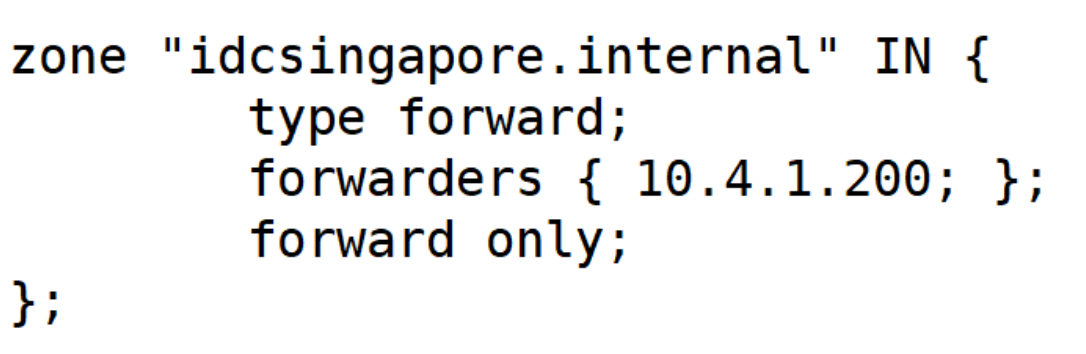 zone "idcsingapore.internal" IN {
        type forward;
        forwarders { 10.4.1.200; };
        forward only;
};